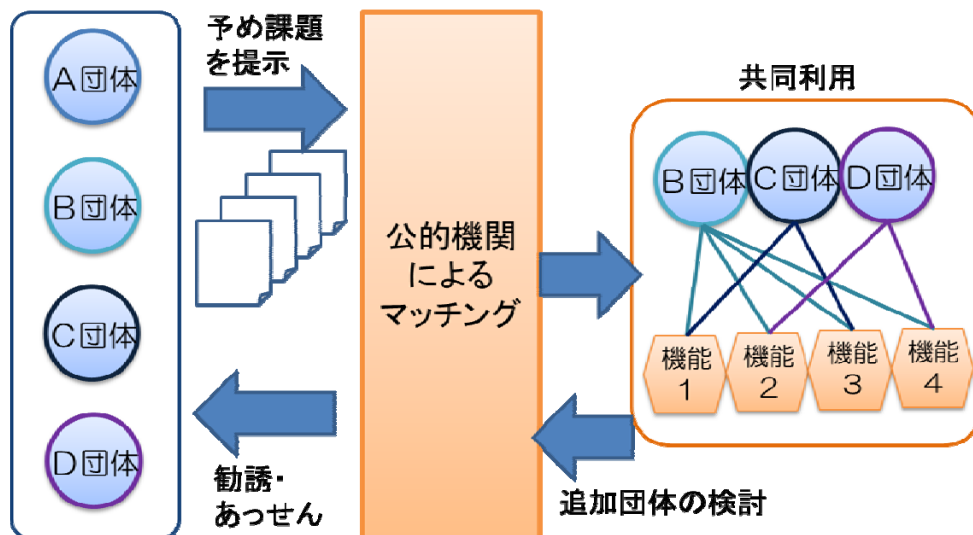 A団体
B団体
C団体
D団体
予め課題
を提示
勧誘・
あっせん
公的機関
による
マッチング
共同利用
B団体
C団体
D団体
機能
1
機能
2
機能
3
機能
4
追加団体の検討